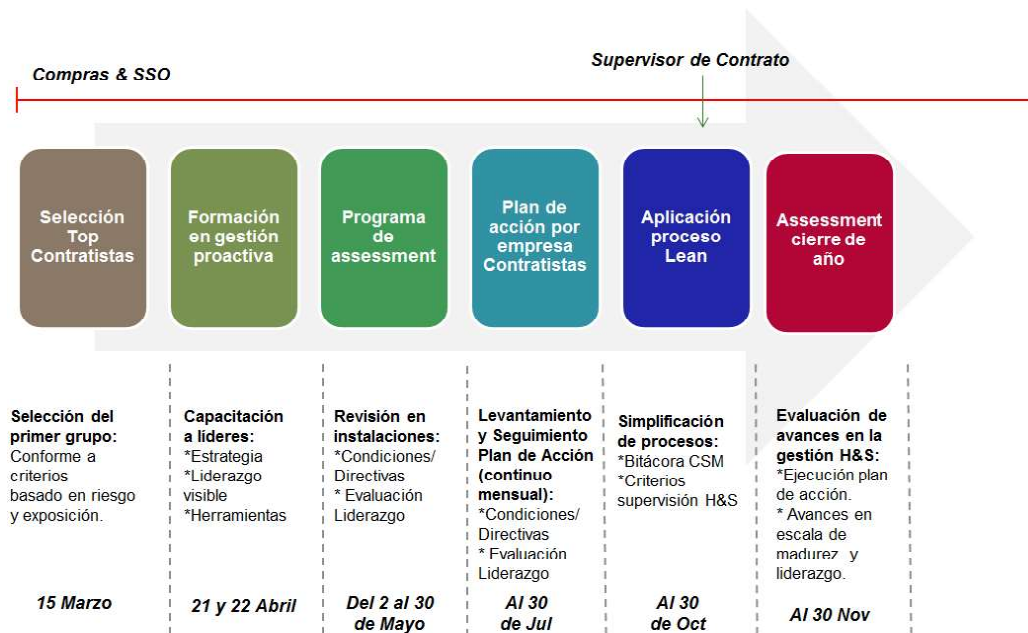 Compras & SSO
Supervisor de Contrato
Selección
Top
Contratistas
Formación
en gestión
proactiva
Programa
de
assessment
Plan de
acción por
empresa
Contratistas
Aplicación
proceso
Lean
Assessment
cierre de
año
Selección del
primer grupo:
Conforme a
criterios
basado en riesgo
y exposición.
15 Marzo
Capacitación
a líderes:
*Estrategia
*Liderazgo
visible
*Herramientas
21 y 22 Abril
Revisión en
instalaciones:
*Condiciones/
Directivas
* Evaluación
Liderazgo
Del 2 al 30
de Mayo
Levantamiento
y Seguimiento
Plan de Acción
(continuo
mensual):
*Condiciones/
Directivas
* Evaluación
Liderazgo
Al 30
de Jul
Simplificación
de procesos:
*Bitácora CSM
*Criterios
supervisión H&S
Al 30
de Oct
Evaluación de
avances en la
gestión H&S:
*Ejecución plan
de acción.
* Avances en
escala de
madurez y
liderazgo.
Al 30 Nov